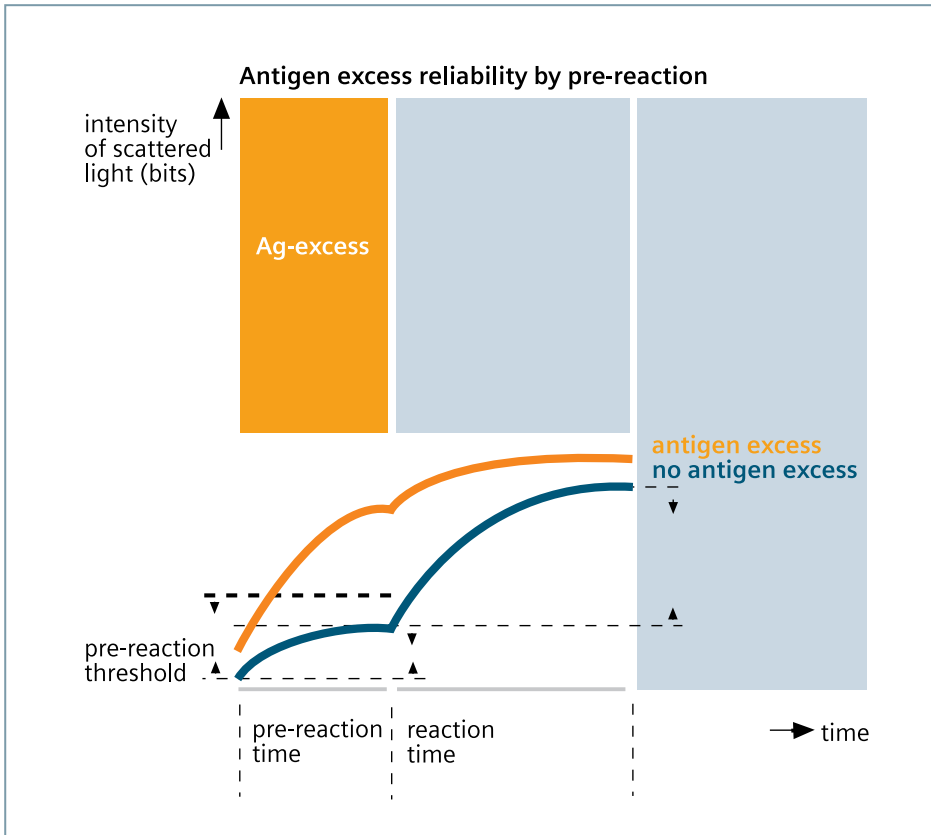 Antigen excess reliability by pre-reaction
intensity
of scattered
light (bits)
Ag-excess
antigen excess
no antigen excess
pre-reaction
threshold
pre-reaction
time
reaction
time
time